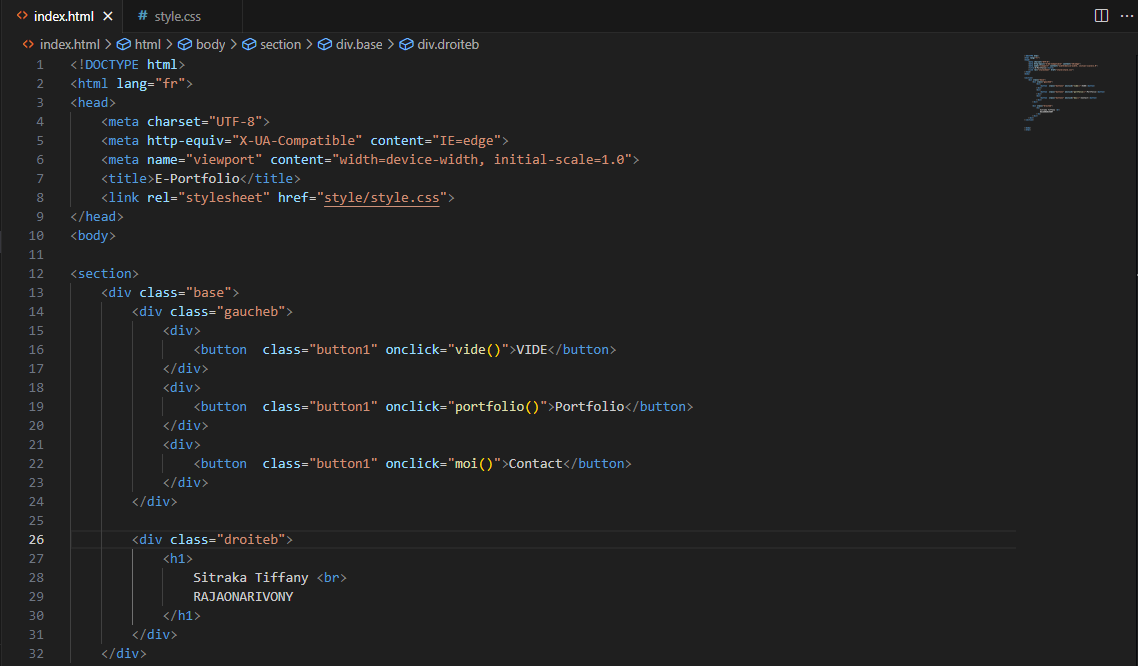 index.html
style.css
index.html > html > body > section > div.base > div.droiteb
1 <!DOCTYPE html>
2 <html lang="fr">
3 <head>
4     <meta charset="UTF-8">
5     <meta http-equiv="X-UA-Compatible" content="IE=edge">
6     <meta name="viewport" content="width=device-width, initial-scale=1.0">
7     <title>E-Portfolio</title>
8     <link rel="stylesheet" href="style/style.css">
9 </head>
10 <body>
11
12 <section>
13     <div class="base">
14         <div class="gaucheb">
15             <div>
16                 <button  class="button1" onclick="vide()">VIDE</button>
17             </div>
18             <div>
19                 <button  class="button1" onclick="portfolio()">Portfolio</button>
20             </div>
21             <div>
22                 <button  class="button1" onclick="moi()">Contact</button>
23             </div>
24         </div>
25
26         <div class="droiteb">
27             <h1>
28                 Sitraka Tiffany <br>
29                 RAJAONARIVONY
30             </h1>
31         </div>
32     </div>